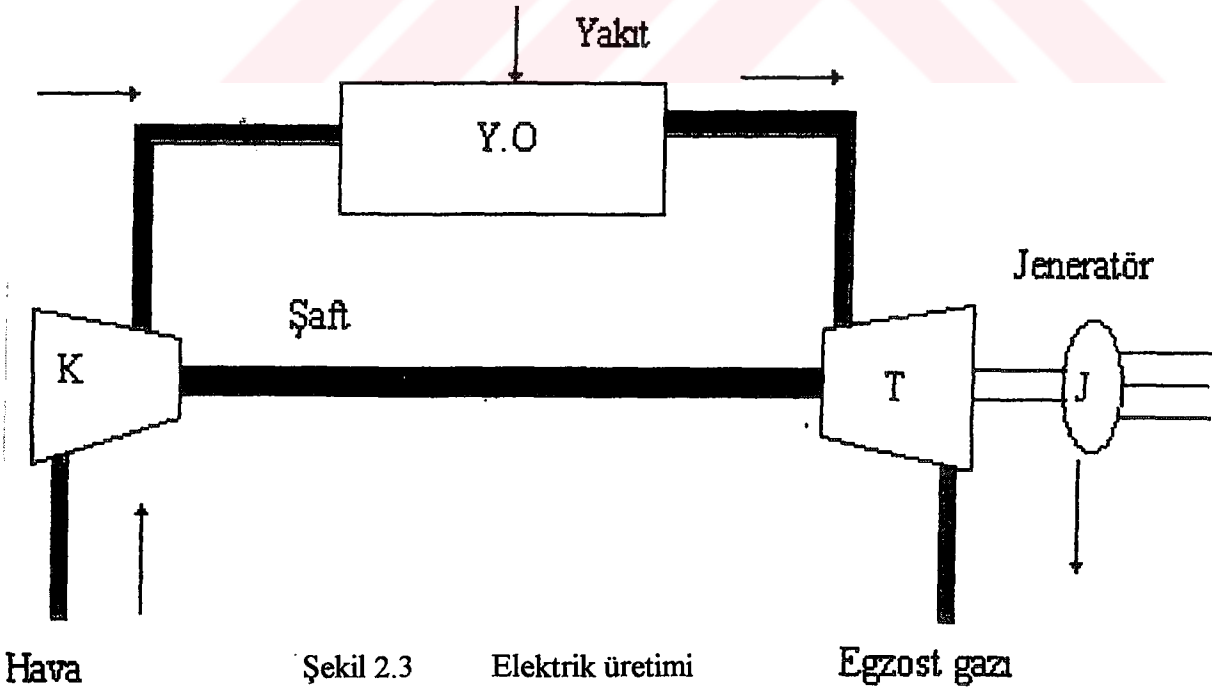 Yakıt
Y.O
Jeneratör
Şaft
K
T
J
Hava
Şekil 2.3 Elektrik üretimi
Egzost gazı